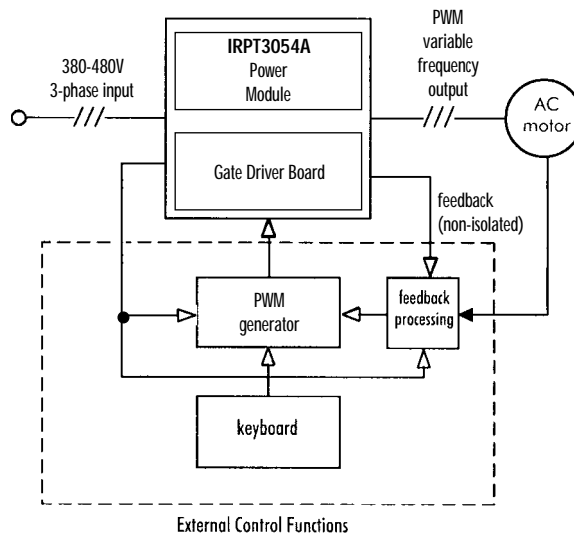 IRPT3054A
Power
Module
PWM
variable
frequency
output
380-480V
3-phase input
AC
motor
Gate Driver Board
feedback
(non-isolated)
PWM
generator
feedback
processing
keyboard
External Control Functions